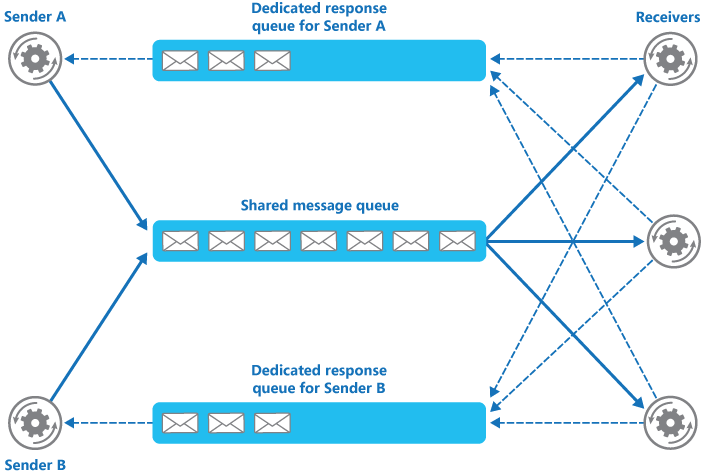 Sender A
Dedicated response
queue for Sender A
Receivers
Shared message queue
Dedicated response
queue for Sender B
Sender B